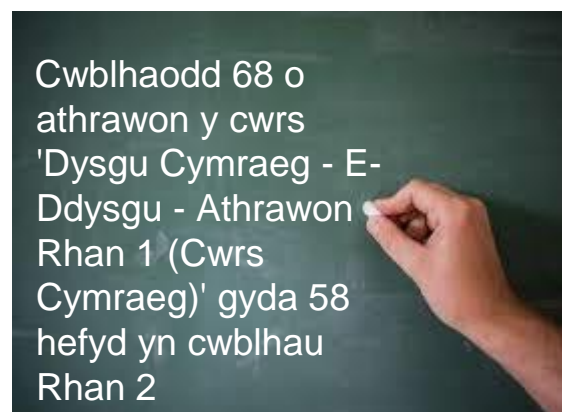 Cwblhaodd 68 o
athrawon y cwrs
'Dysgu Cymraeg - E-
Ddysgu - Athrawon
Rhan 1 (Cwrs
Cymraeg)' gyda 58
hefyd yn cwblhau
Rhan 2